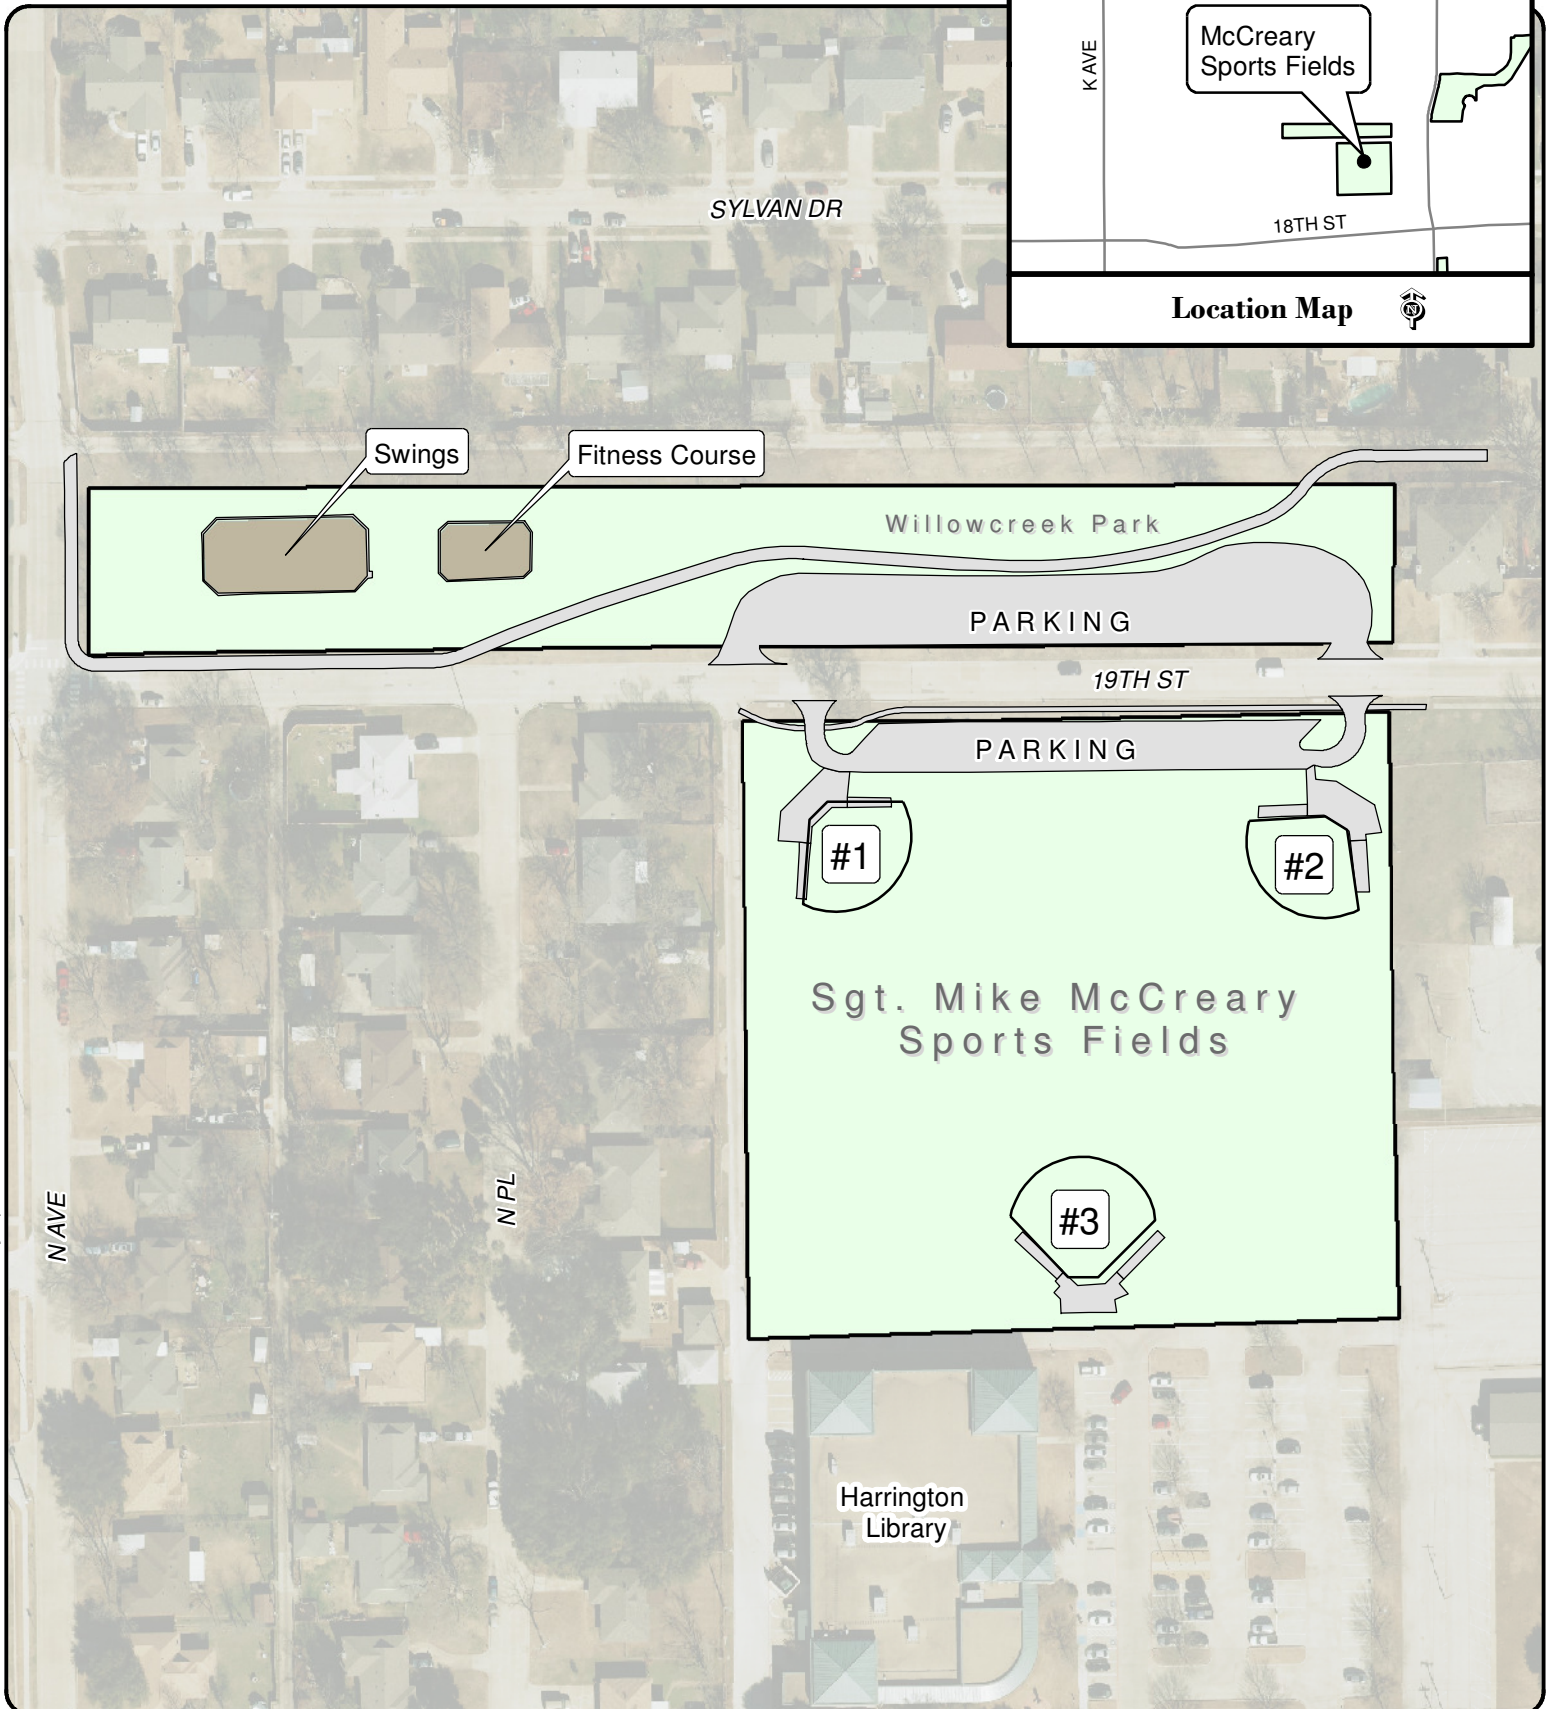 McCreary
Sports Fields
K AVE
18TH ST
Location Map
N
SYLVAN DR
Swings
Fitness Course
Willowcreek Park
PARKING
19TH ST
PARKING
#1
#2
Sgt. Mike McCreary
Sports Fields
N AVE
N PL
#3
Harrington
Library